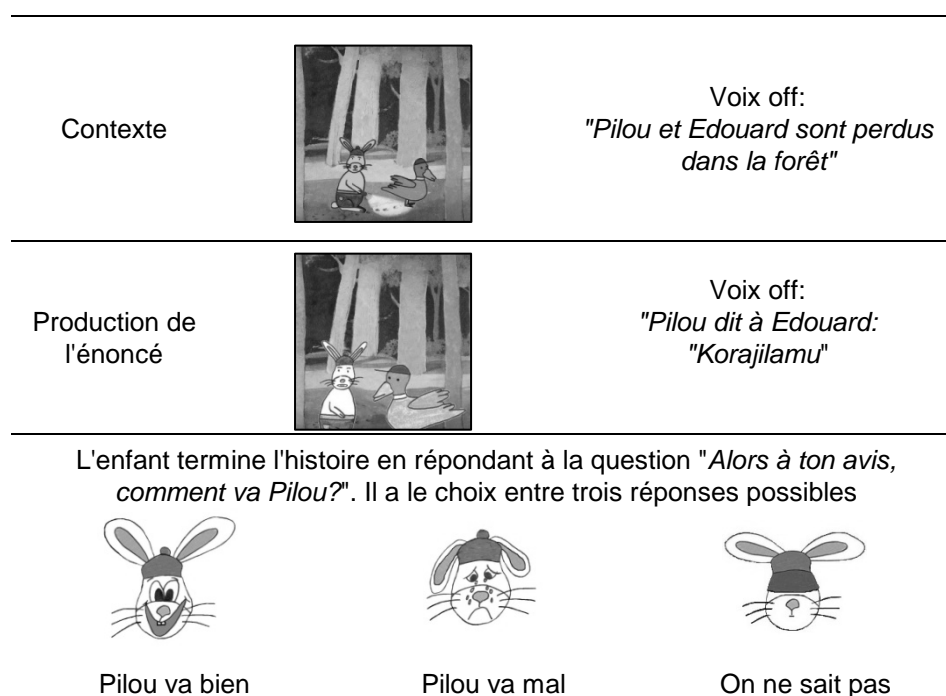 Contexte
Voix off:
"Pilou et Edouard sont perdus
dans la forêt"
Production de
l'énoncé
Voix off:
"Pilou dit à Edouard:
"Korajilamu"
L'enfant termine l'histoire en répondant à la question "Alors à ton avis,
comment va Pilou?". Il a le choix entre trois réponses possibles
Pilou va bien
Pilou va mal
On ne sait pas